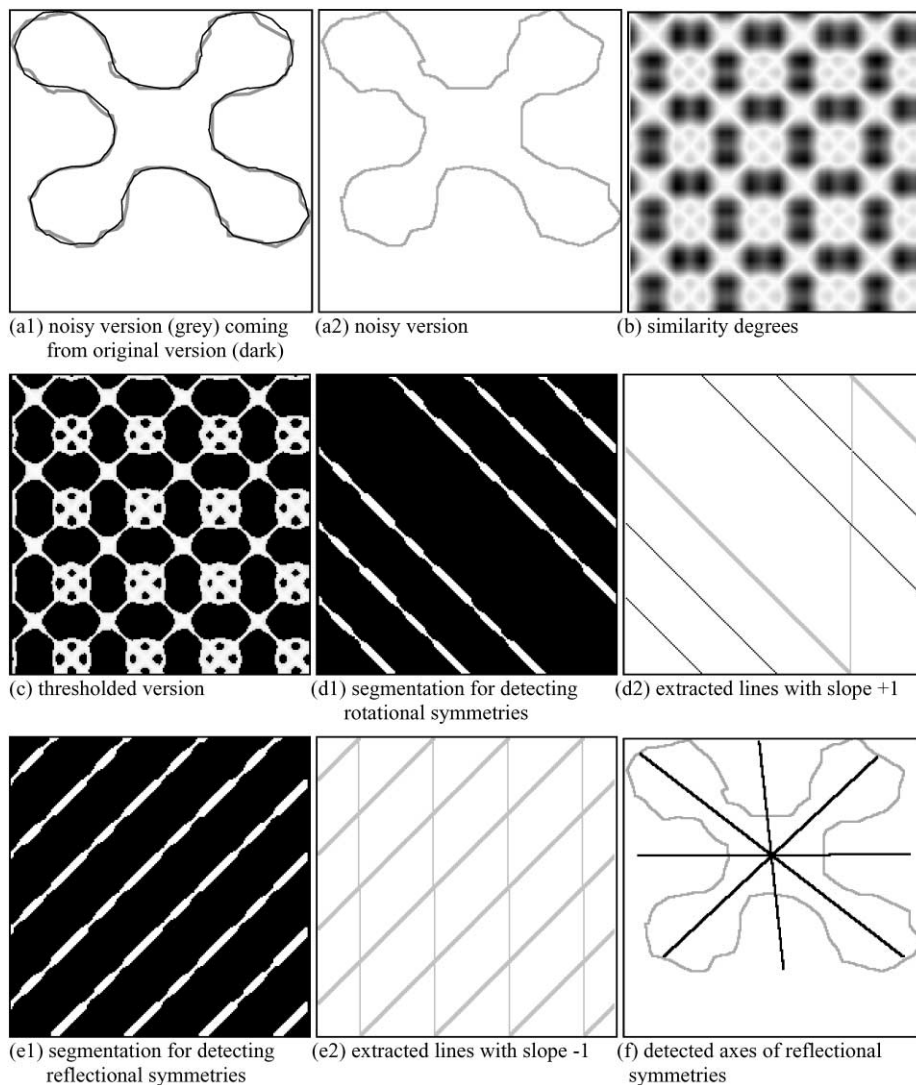 (a1) noisy version (grey) coming
from original version (dark)
(a2) noisy version
(b) similarity degrees
(c) thresholded version
(d1) segmentation for detecting
rotational symmetries
(d2) extracted lines with slope +1
(e1) segmentation for detecting
reflectional symmetries
(e2) extracted lines with slope -1
(f) detected axes of reflectional
symmetries